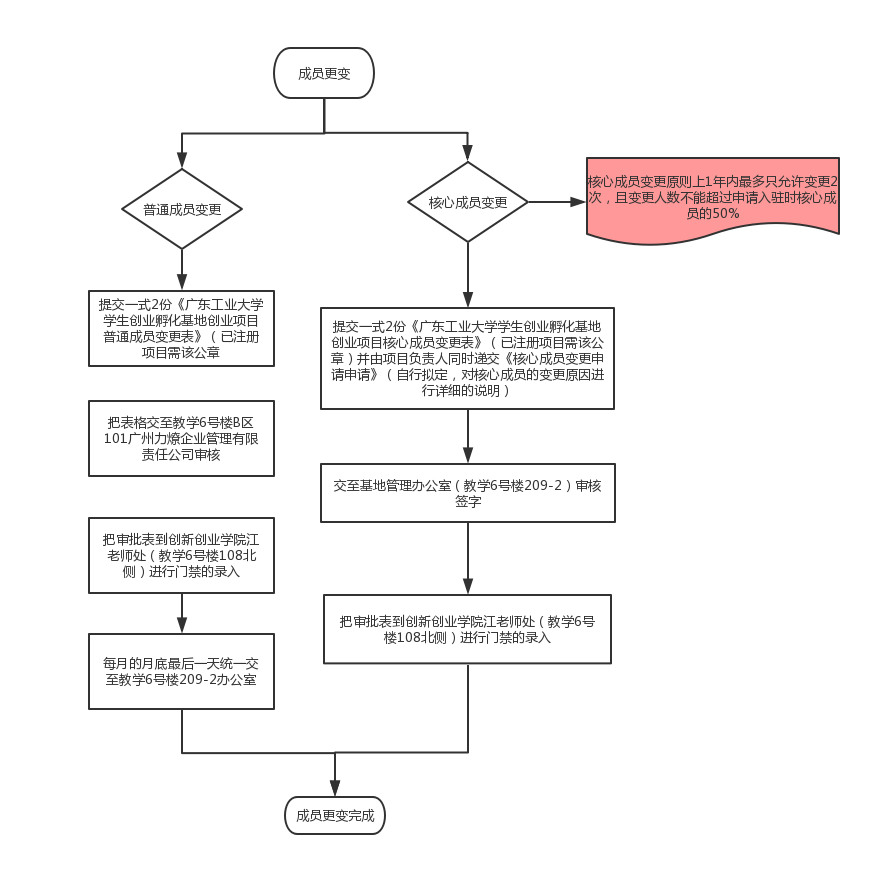 成员更变
普通成员变更
核心成员变更
核心成员变更原则上1年内最多只允许变更2
次，且变更人数不能超过申请入驻时核心成
员的50%
提交一式2份《广东工业大学
学生创业孵化基地创业项目
普通成员变更表》（已注册
项目需该公章
提交一式2份《广东工业大学学生创业孵化基地
创业项目核心成员变更表》（已注册项目需该公
章）并由项目负责人同时递交《核心成员变更申
请申请》（自行拟定，对核心成员的变更原因进
行详细的说明）
把表格交至教学6号楼B区
101广州力燎企业管理有限
责任公司审核
交至基地管理办公室（教学6号楼209-2）审核
签字
把审批表到创新创业学院江
老师处（教学6号楼108北
侧）进行门禁的录入
把审批表到创新创业学院江老师处（教学6号
楼108北侧）进行门禁的录入
每月的月底最后一天统一交
至教学6号楼209-2办公室
成员更变完成